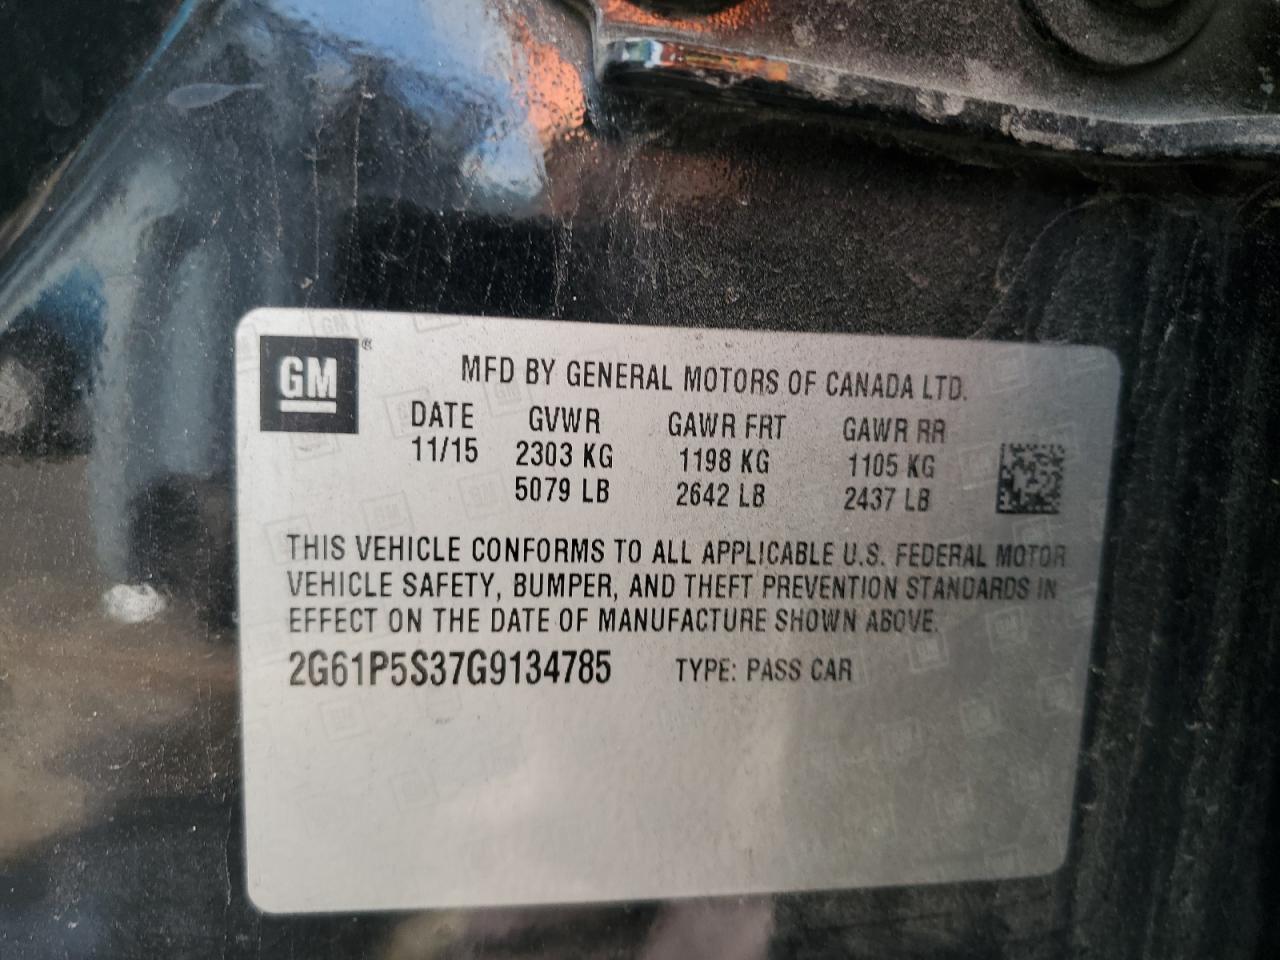 GM
MFD BY GENERAL MOTORS OF CANADA LTD.
DATE GVWR GAWR FRT GAWR RR
11/15 2303 KG 1198 KG 1105 KG
5079 LB 2642 LB 2437 LB
THIS VEHICLE CONFORMS TO ALL APPLICABLE U.S. FEDERAL MOTOR
VEHICLE SAFETY, BUMPER, AND THEFT PREVENTION STANDARDS IN
EFFECT ON THE DATE OF MANUFACTURE SHOWN ABOVE.
2G61P5S37G9134785 TYPE: PASS CAR